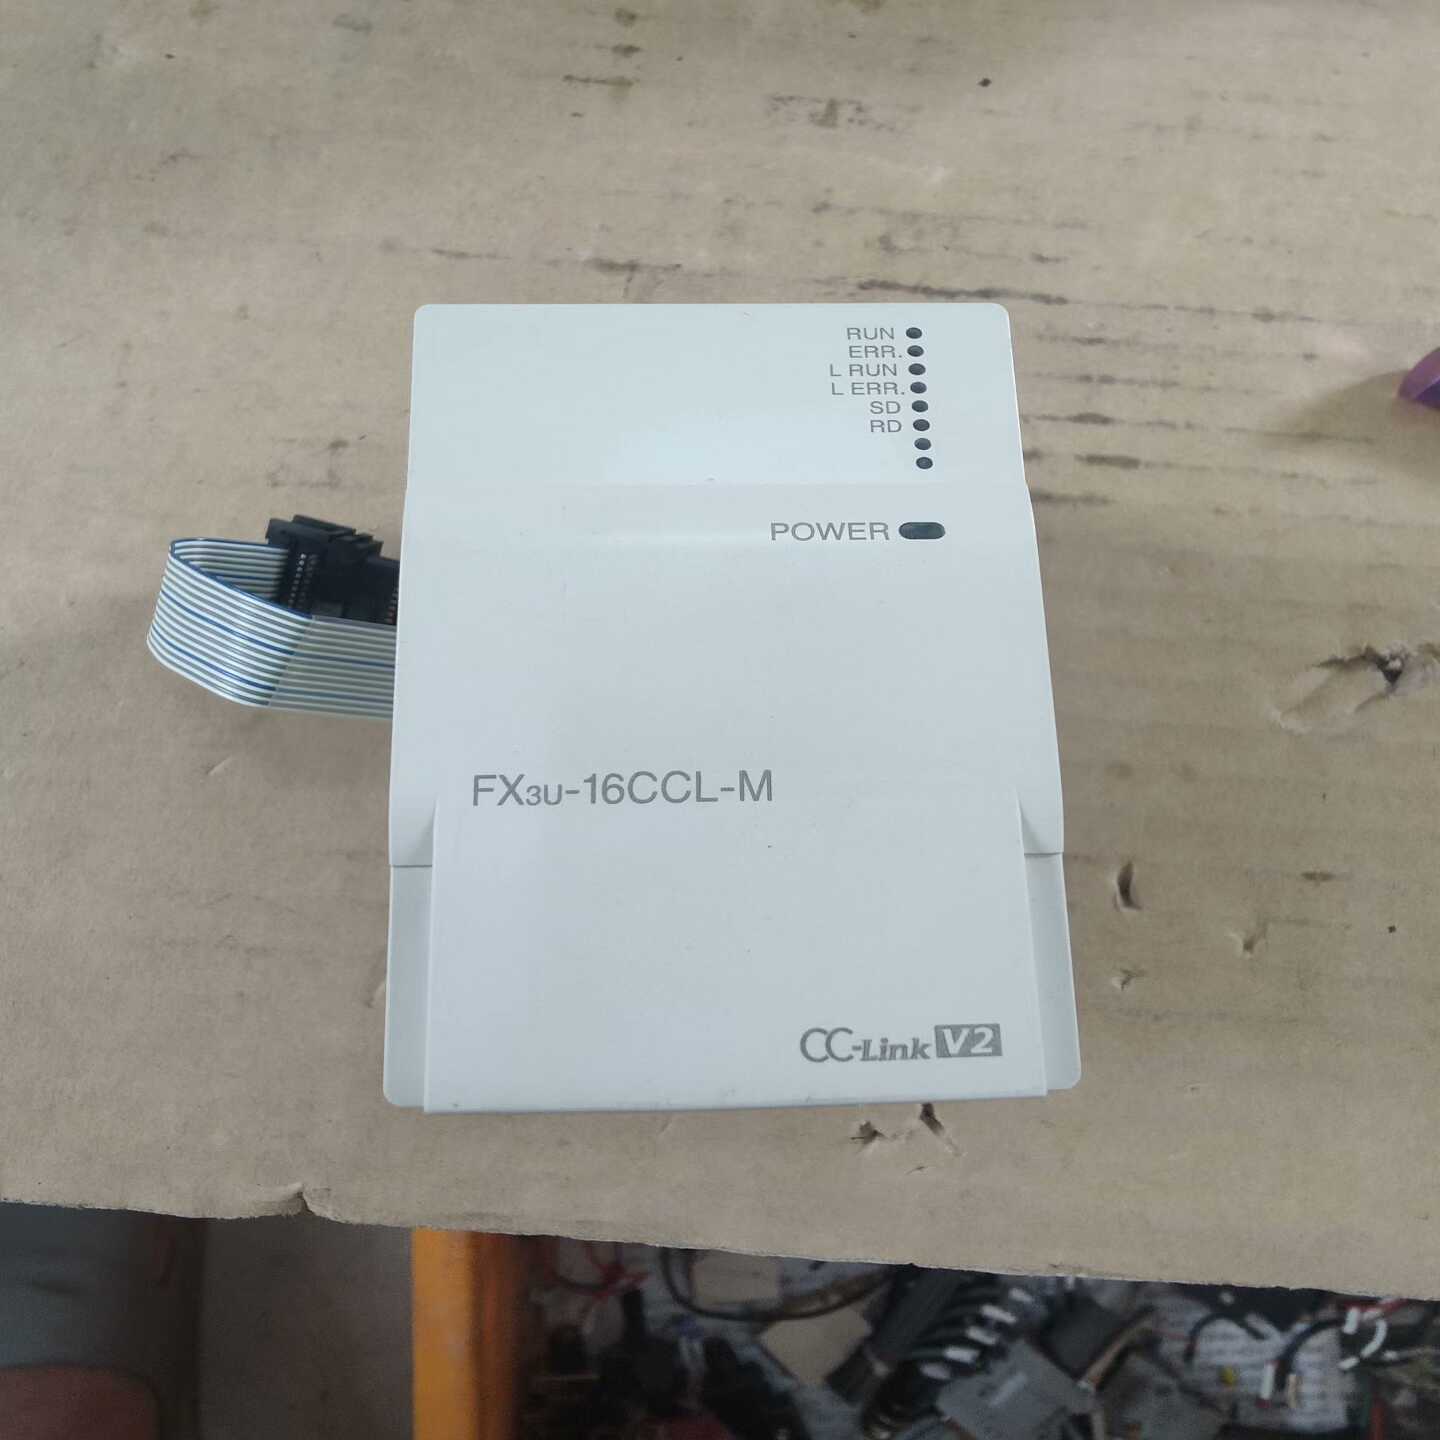 RUN
ERR.
L RUN
L ERR.
SD
RD
POWER
FX3U-16CCL-M
CC-Link V2